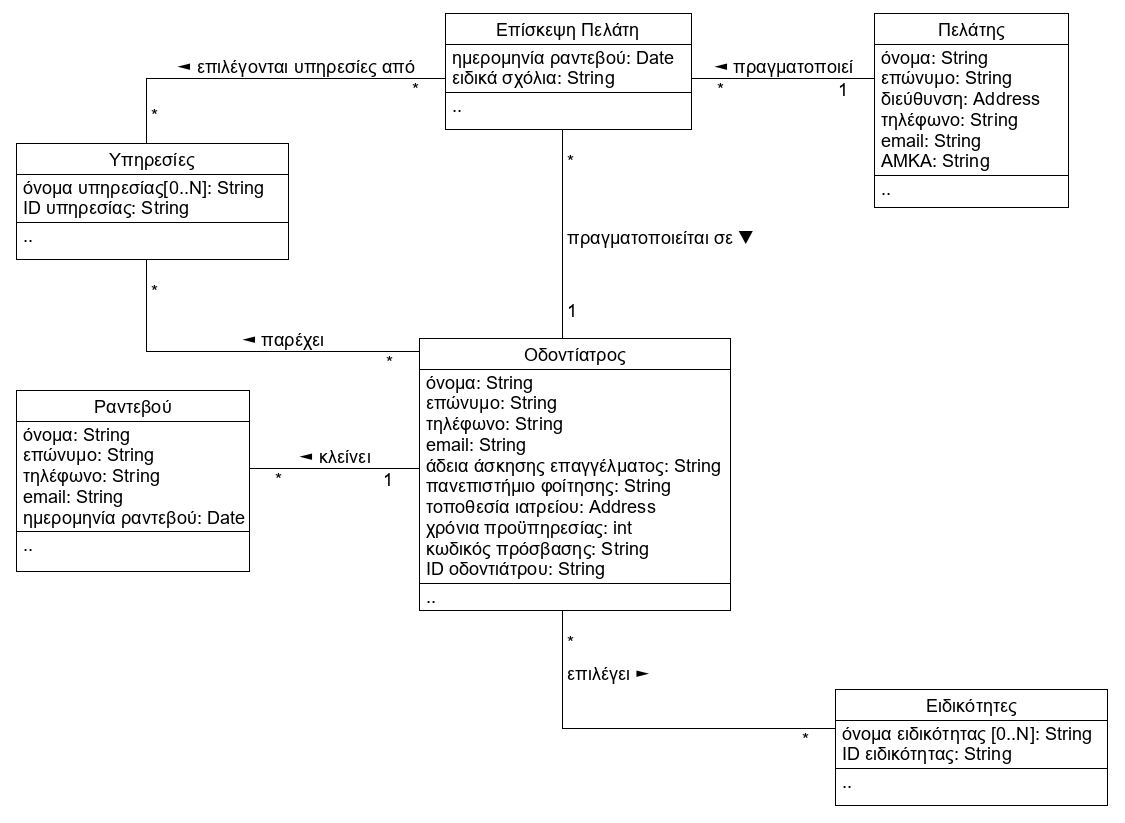 Επίσκεψη Πελάτη
ημερομηνία ραντεβού: Date
ειδικά σχόλια: String
..
Πελάτης
όνομα: String
επώνυμο: String
διεύθυνση: Address
τηλέφωνο: String
email: String
ΑΜΚΑ: String
..
◄ επιλέγονται υπηρεσίες από
*
*
◄ πραγματοποιεί
*
1
Υπηρεσίες
όνομα υπηρεσίας[0..N]: String
ID υπηρεσίας: String
..
*
πραγματοποιείται σε ▼
1
*
◄ παρέχει
*
Οδοντίατρος
όνομα: String
επώνυμο: String
τηλέφωνο: String
email: String
άδεια άσκησης επαγγέλματος: String
πανεπιστήμιο φοίτησης: String
τοποθεσία ιατρείου: Address
χρόνια προϋπηρεσίας: int
κωδικός πρόσβασης: String
ID οδοντιάτρου: String
..
Ραντεβού
όνομα: String
επώνυμο: String
τηλέφωνο: String
email: String
ημερομηνία ραντεβού: Date
..
◄ κλείνει
*
1
*
επιλέγει ►
*
Ειδικότητες
όνομα ειδικότητας [0..N]: String
ID ειδικότητας: String
..